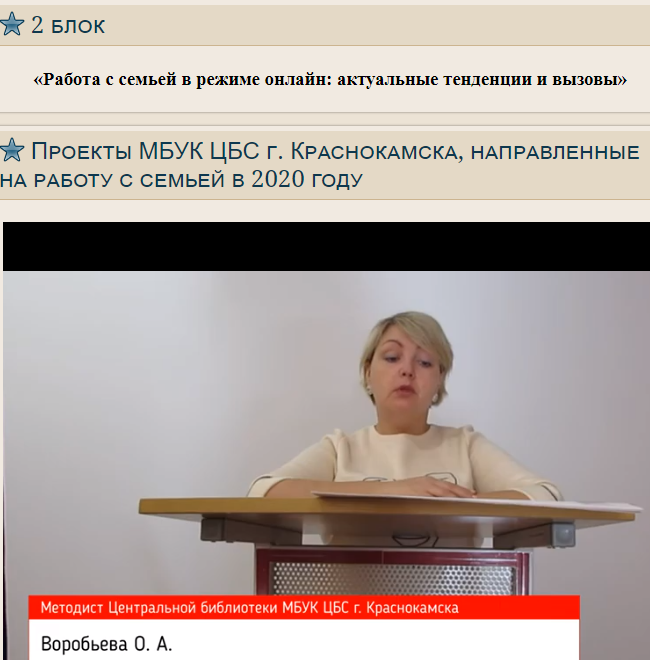 2 блок
«Работа с семьей в режиме онлайн: актуальные тенденции и вызовы»
Проекты МБУК ЦБС г. Краснокамска, направленные
на работу с семьей в 2020 году
Методист Центральной библиотеки МБУК ЦБС г. Краснокамска
Воробьева О. А.